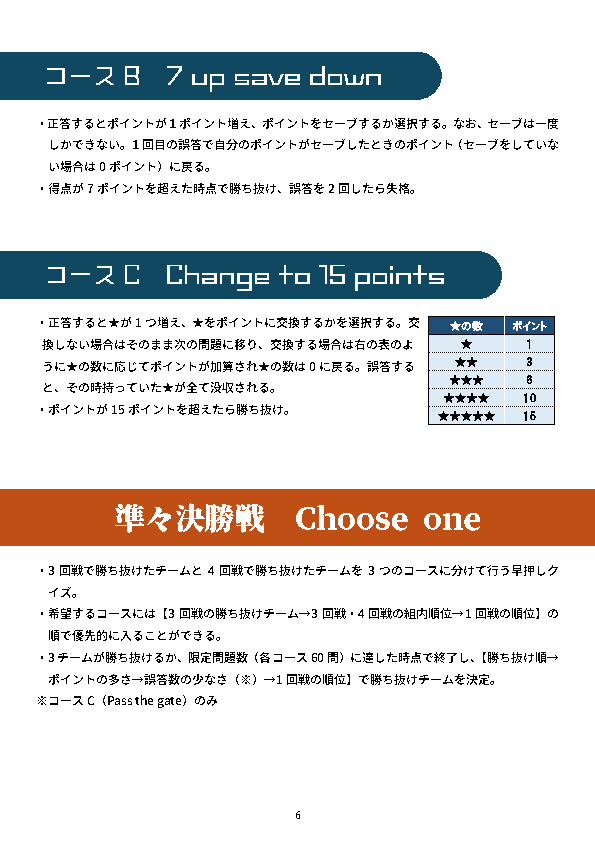 コースB　7 up save down
・正答するとポイントが1ポイント増え、ポイントをセーブするか選択する。なお、セーブは一度
しかできない。1回目の誤答で自分のポイントがセーブしたときのポイント（セーブをしていな
い場合は0ポイント）に戻る。
・得点が7ポイントを超えた時点で勝ち抜け、誤答を2回したら失格。
コースC　Change to 15 points
・正答すると★が1つ増え、★をポイントに交換するかを選択する。交
換しない場合はそのまま次の問題に移り、交換する場合は右の表のよ
うに★の数に応じてポイントが加算され★の数は0に戻る。誤答する
と、その時持っていた★が全て没収される。
・ポイントが15ポイントを超えたら勝ち抜け。
★の数 ポイント
★ 1
★★ 3
★★★ 6
★★★★ 10
★★★★★ 15
準々決勝戦　Choose one
・3回戦で勝ち抜けたチームと4回戦で勝ち抜けたチームを3つのコースに分けて行う早押しク
イズ。
・希望するコースには【3回戦の勝ち抜けチーム→3回戦・4回戦の組内順位→1回戦の順位】の
順で優先的に入ることができる。
・3チームが勝ち抜けるか、限定問題数（各コース60問）に達した時点で終了し、【勝ち抜け順→
ポイントの多さ→誤答数の少なさ（※）→1回戦の順位】で勝ち抜けチームを決定。
※コースC（Pass the gate）のみ
6